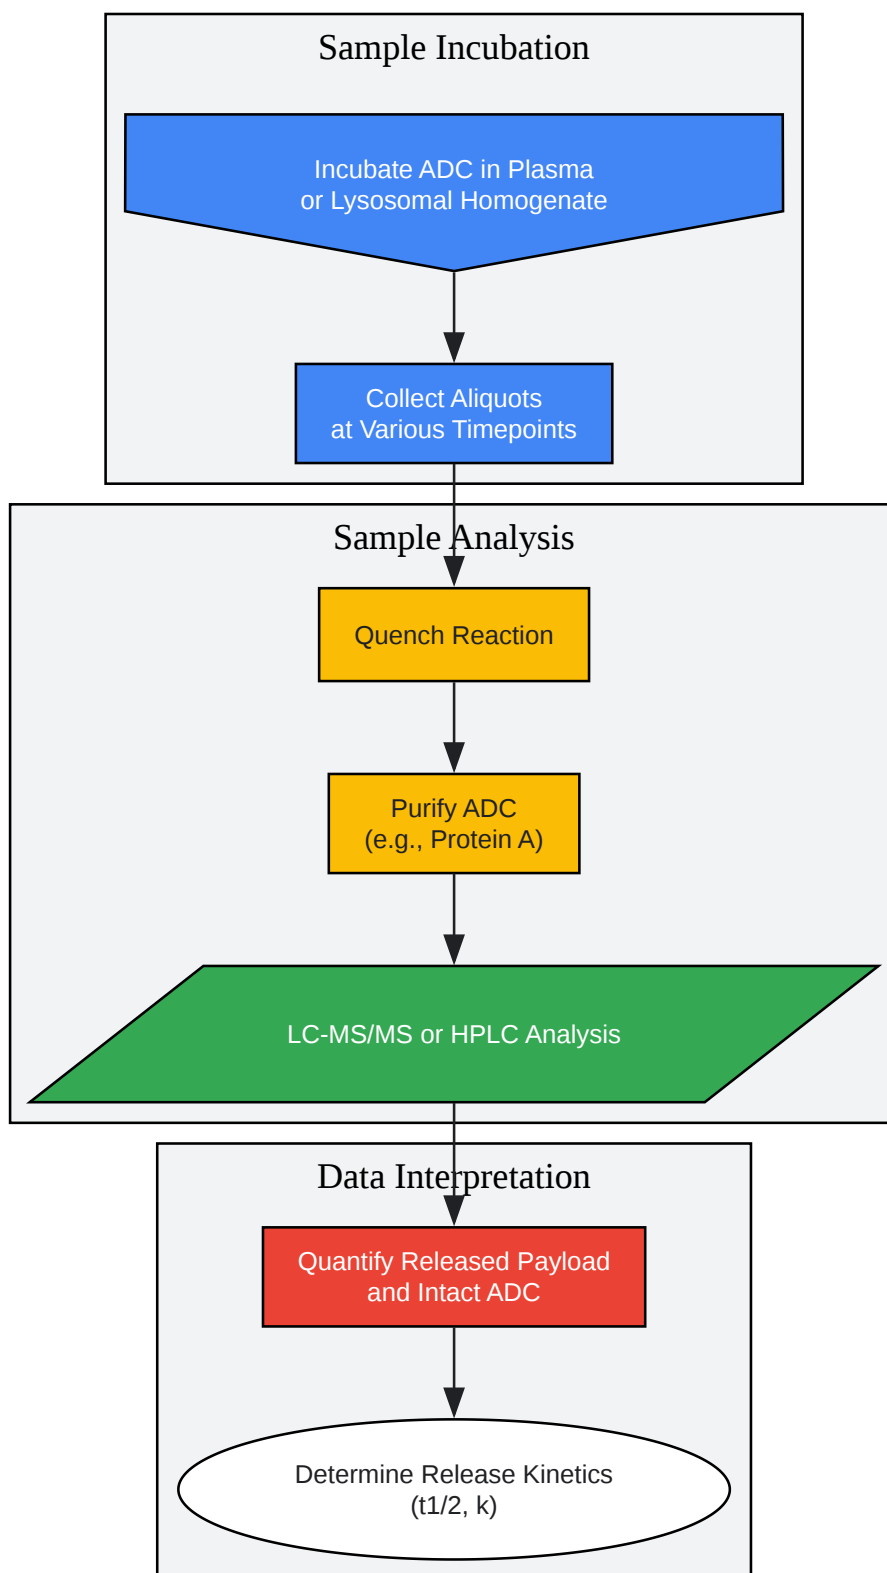 Sample Incubation
Incubate ADC in Plasma
or Lysosomal Homogenate
Collect Aliquots
at Various Timepoints
Sample Analysis
Quench Reaction
Purify ADC
(e.g., Protein A)
LC-MS/MS or HPLC Analysis
Data Interpretation
Quantify Released Payload
and Intact ADC
Determine Release Kinetics
(t1/2, k)